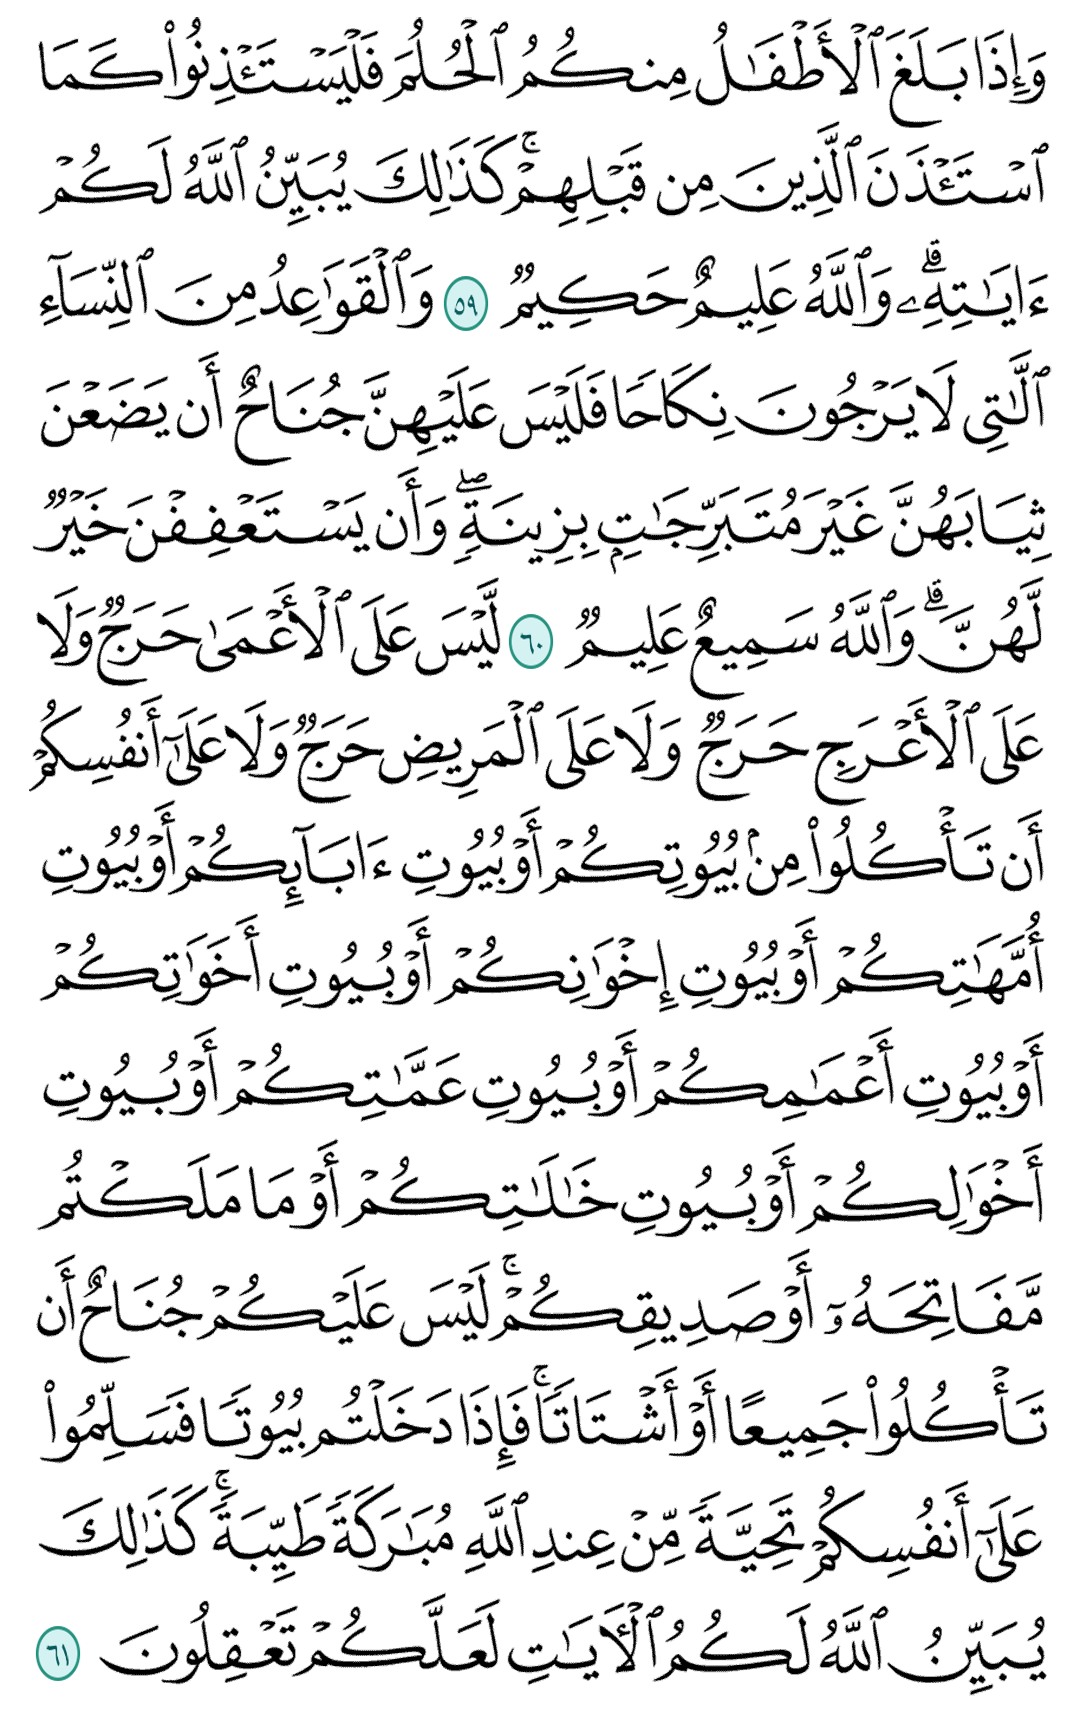 وَإِذَا بَلَغَ ٱلْأَطْفَٰلُ مِنكُمُ ٱلْحُلُمَ فَلْيَسْتَـْٔذِنُوا۟ كَمَا
ٱسْتَـْٔذَنَ ٱلَّذِينَ مِن قَبْلِهِمْ ۚ كَذَٰلِكَ يُبَيِّنُ ٱللَّهُ لَكُمْ
ءَايَٰتِهِۦ ۗ وَٱللَّهُ عَلِيمٌ حَكِيمٌ ٥٩ وَٱلْقَوَٰعِدُ مِنَ ٱلنِّسَآءِ
ٱلَّٰتِى لَا يَرْجُونَ نِكَاحًا فَلَيْسَ عَلَيْهِنَّ جُنَاحٌ أَن يَضَعْنَ
ثِيَابَهُنَّ غَيْرَ مُتَبَرِّجَٰتٍۭ بِزِينَةٍ ۖ وَأَن يَسْتَعْفِفْنَ خَيْرٌ
لَّهُنَّ ۗ وَٱللَّهُ سَمِيعٌ عَلِيمٌ ٦٠ لَّيْسَ عَلَى ٱلْأَعْمَىٰ حَرَجٌ وَلَا
عَلَى ٱلْأَعْرَجِ حَرَجٌ وَلَا عَلَى ٱلْمَرِيضِ حَرَجٌ وَلَا عَلَىٰٓ أَنفُسِكُمْ
أَن تَأْكُلُوا۟ مِنۢ بُيُوتِكُمْ أَوْ بُيُوتِ ءَابَآئِكُمْ أَوْ بُيُوتِ
أُمَّهَٰتِكُمْ أَوْ بُيُوتِ إِخْوَٰنِكُمْ أَوْ بُيُوتِ أَخَوَٰتِكُمْ
أَوْ بُيُوتِ أَعْمَٰمِكُمْ أَوْ بُيُوتِ عَمَّٰتِكُمْ أَوْ بُيُوتِ
أَخْوَٰلِكُمْ أَوْ بُيُوتِ خَٰلَٰتِكُمْ أَوْ مَا مَلَكْتُم
مَّفَاتِحَهُۥٓ أَوْ صَدِيقِكُمْ ۚ لَيْسَ عَلَيْكُمْ جُنَاحٌ أَن
تَأْكُلُوا۟ جَمِيعًا أَوْ أَشْتَاتًا ۚ فَإِذَا دَخَلْتُم بُيُوتًا فَسَلِّمُوا۟
عَلَىٰٓ أَنفُسِكُمْ تَحِيَّةً مِّنْ عِندِ ٱللَّهِ مُبَٰرَكَةً طَيِّبَةً ۚ كَذَٰلِكَ
يُبَيِّنُ ٱللَّهُ لَكُمُ ٱلْـَٔايَٰتِ لَعَلَّكُمْ تَعْقِلُونَ ٦١